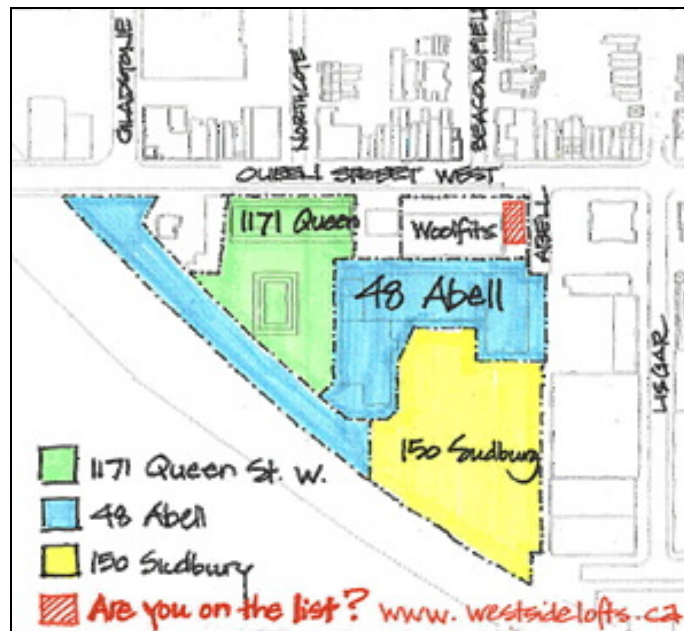 GLADSTONE
NORTHCOTE
BEACONSFIELD
QUEEN STREET WEST
1171 Queen
Woolfits
ABELL
48 Abell
LISGAR
150 Sudbury
1171 Queen St. W.
48 Abell
150 Sudbury
Are you on the list? www.westsidelofts.ca